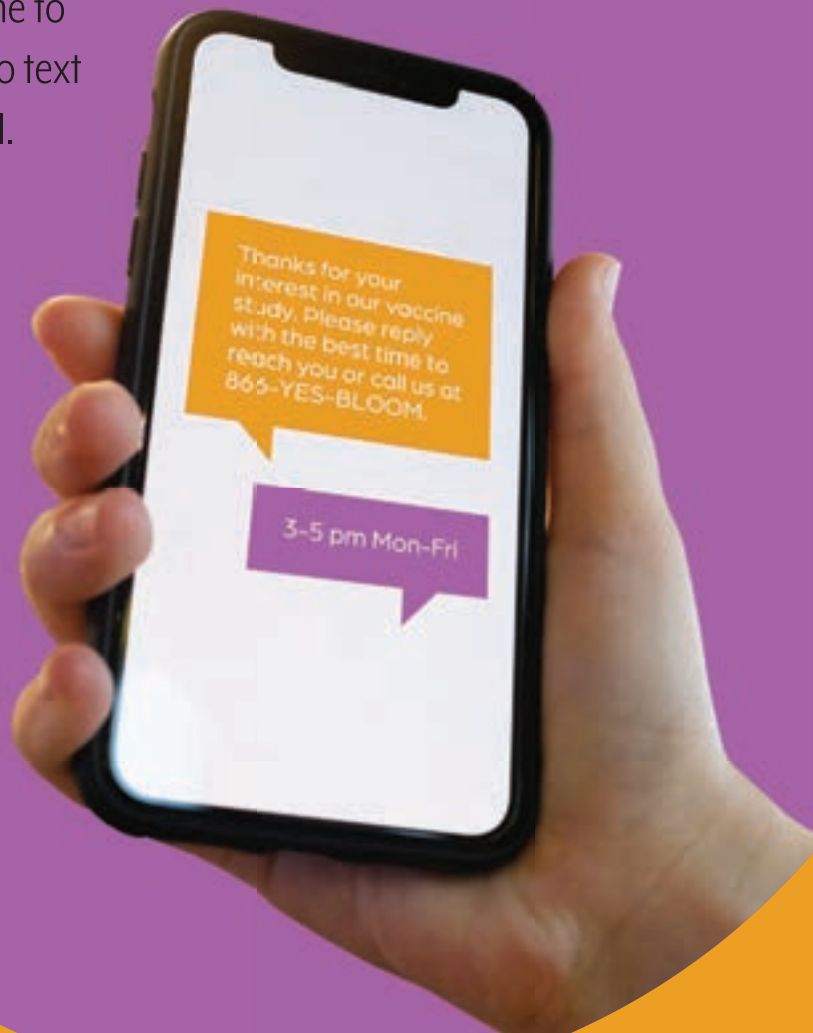 to
text
Thanks for your
interest in our vaccine
study. Please reply
with the best time to
reach you or call us at
865-YES-BLOOM.
3-5 pm Mon-Fri